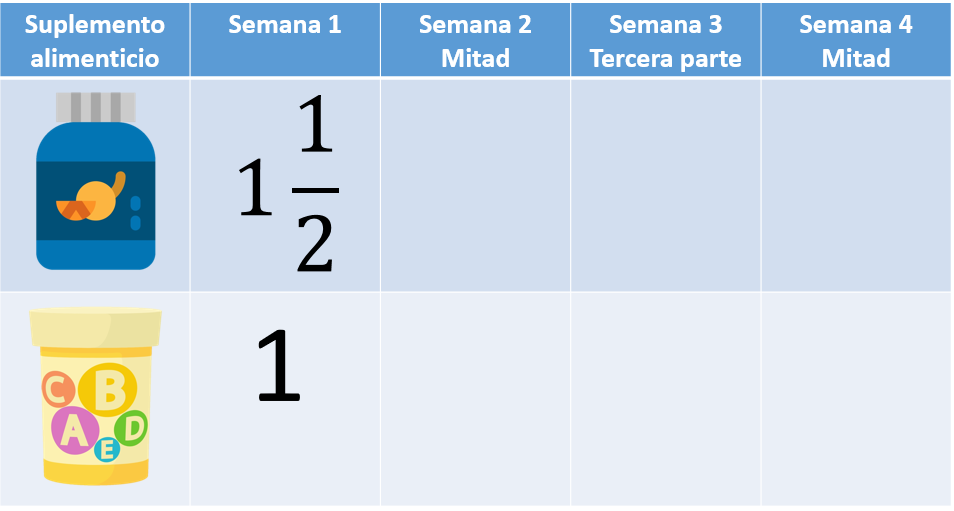 Suplemento alimenticio
Semana 1
Semana 2
Mitad
Semana 3
Tercera parte
Semana 4
Mitad
1 1/2
1
C B
A D
E